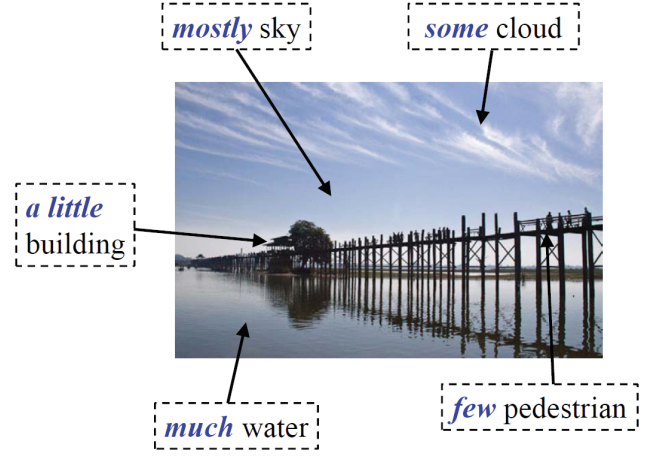 mostly sky
some cloud
a little
building
much water
few pedestrian